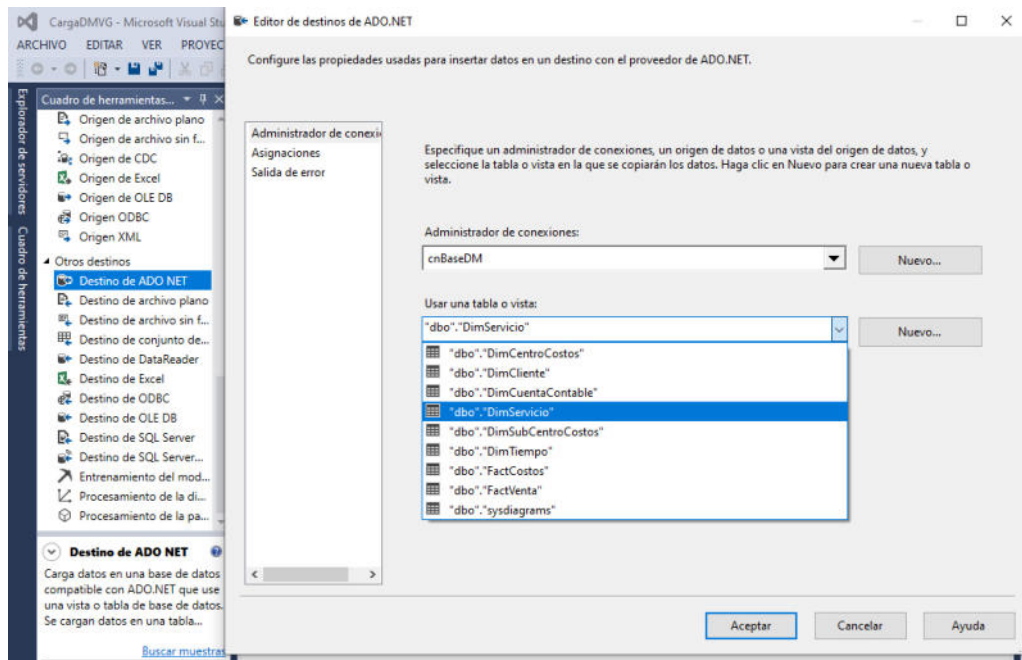 CargaDMVG - Microsoft Visual Stu
ARCHIVO EDITAR VER PROYEC
Explorador de servidores
Cuadro de herramientas
Cuadro de herramientas...
Origen de archivo plano
Origen de archivo sin f...
Origen de CDC
Origen de Excel
Origen de OLE DB
Origen ODBC
Origen XML
Otros destinos
Destino de ADO NET
Destino de archivo plano
Destino de archivo sin f...
Destino de conjunto de...
Destino de DataReader
Destino de Excel
Destino de ODBC
Destino de OLE DB
Destino de SQL Server
Destino de SQL Server...
Entrenamiento del mod...
Procesamiento de la di...
Procesamiento de la pa...
Destino de ADO NET
Carga datos en una base de datos
compatible con ADO.NET que use
una vista o tabla de base de datos.
Se cargan datos en una tabla...
Buscar muestras
Editor de destinos de ADO.NET
Configure las propiedades usadas para insertar datos en un destino con el proveedor de ADO.NET.
Administrador de conexi
Asignaciones
Salida de error
Especifique un administrador de conexiones, un origen de datos o una vista del origen de datos, y
seleccione la tabla o vista en la que se copiarán los datos. Haga clic en Nuevo para crear una nueva tabla o
vista.
Administrador de conexiones:
cnBaseDM
Nuevo...
Usar una tabla o vista:
"dbo"."DimServicio"
Nuevo...
"dbo"."DimCentroCostos"
"dbo"."DimCliente"
"dbo"."DimCuentaContable"
"dbo"."DimServicio"
"dbo"."DimSubCentroCostos"
"dbo"."DimTiempo"
"dbo"."FactCostos"
"dbo"."FactVenta"
"dbo"."sysdiagrams"
Aceptar
Cancelar
Ayuda